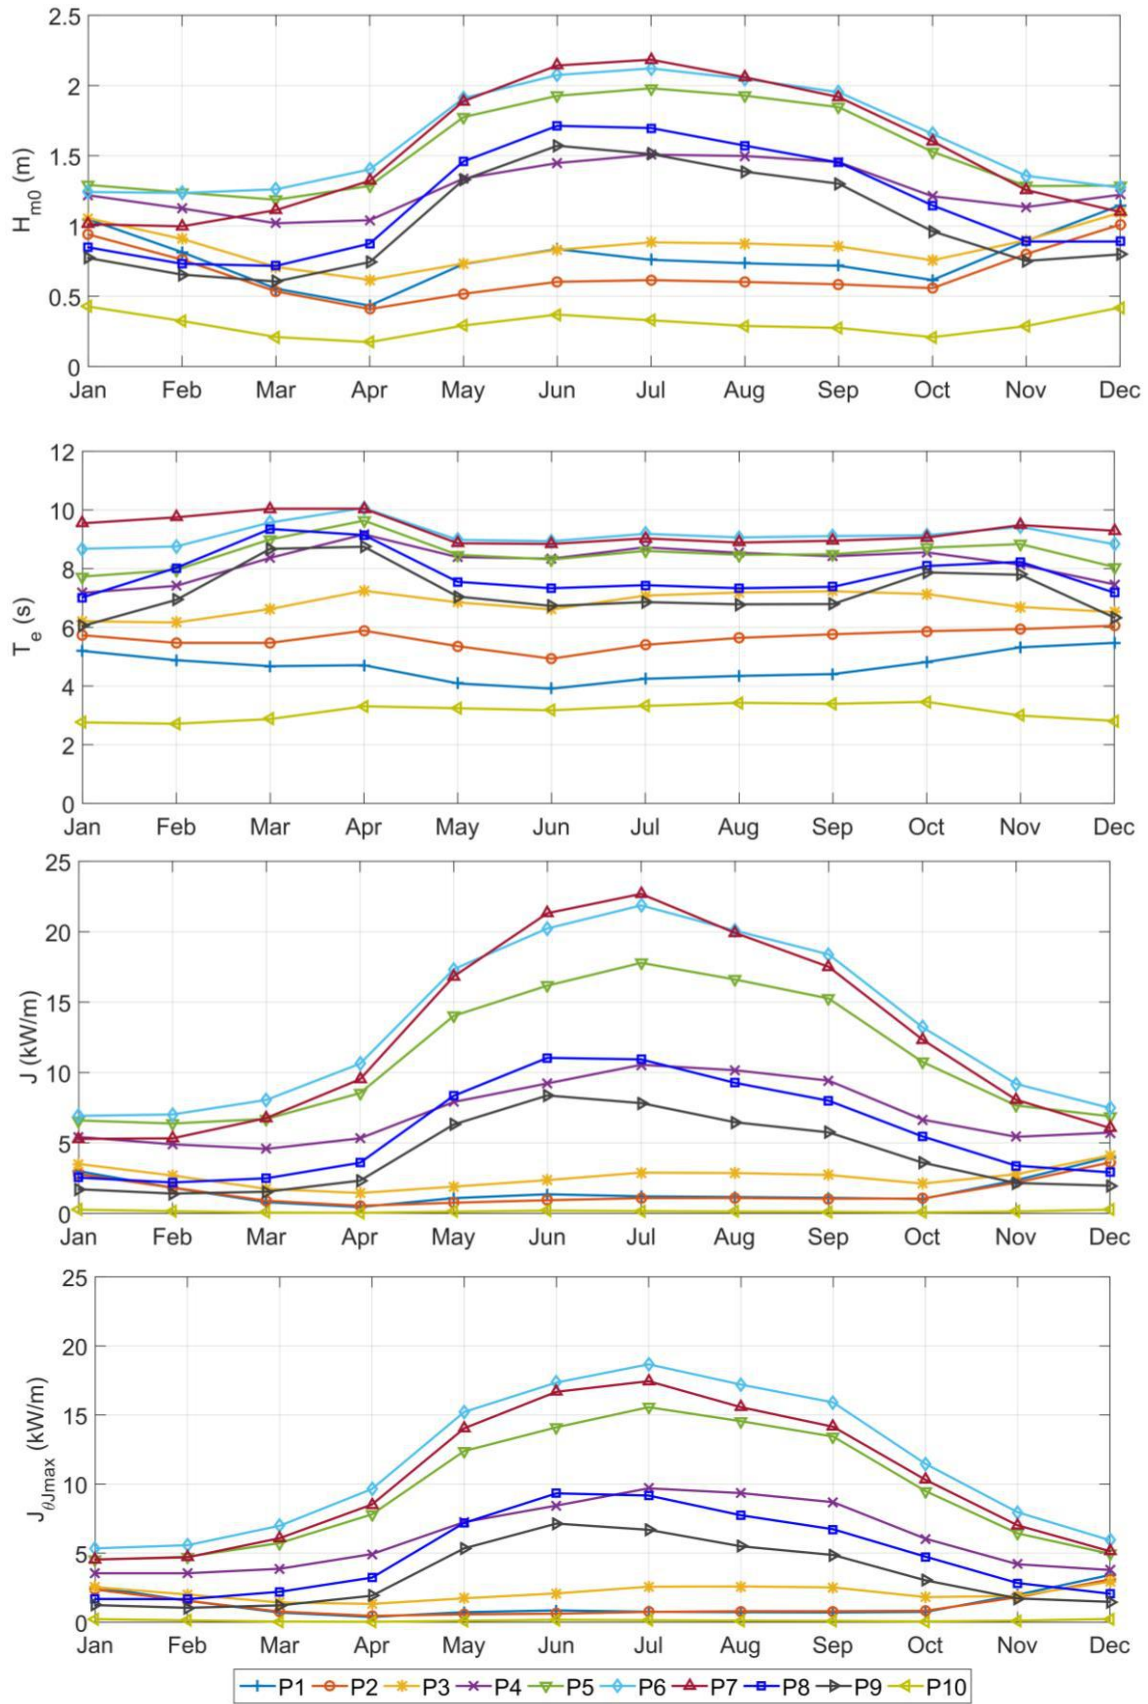 2.5
2
1.5
1
0.5
0
H_m0 (m)
Jan Feb Mar Apr May Jun Jul Aug Sep Oct Nov Dec
12
10
8
6
4
2
0
T_e (s)
Jan Feb Mar Apr May Jun Jul Aug Sep Oct Nov Dec
25
20
15
10
5
0
J (kW/m)
Jan Feb Mar Apr May Jun Jul Aug Sep Oct Nov Dec
25
20
15
10
5
0
J_θJmax (kW/m)
Jan Feb Mar Apr May Jun Jul Aug Sep Oct Nov Dec
P1 P2 P3 P4 P5 P6 P7 P8 P9 P10